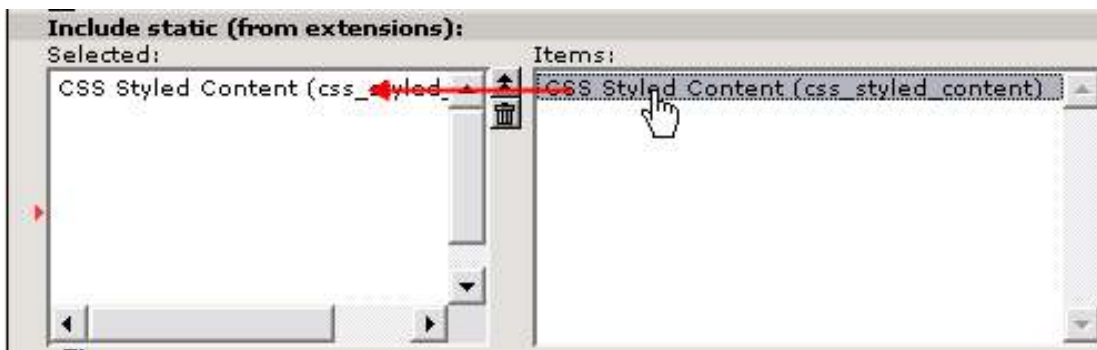 Include static (from extensions):
Selected:
Items:
CSS Styled Content (css_styled_
CSS Styled Content (css_styled_content)